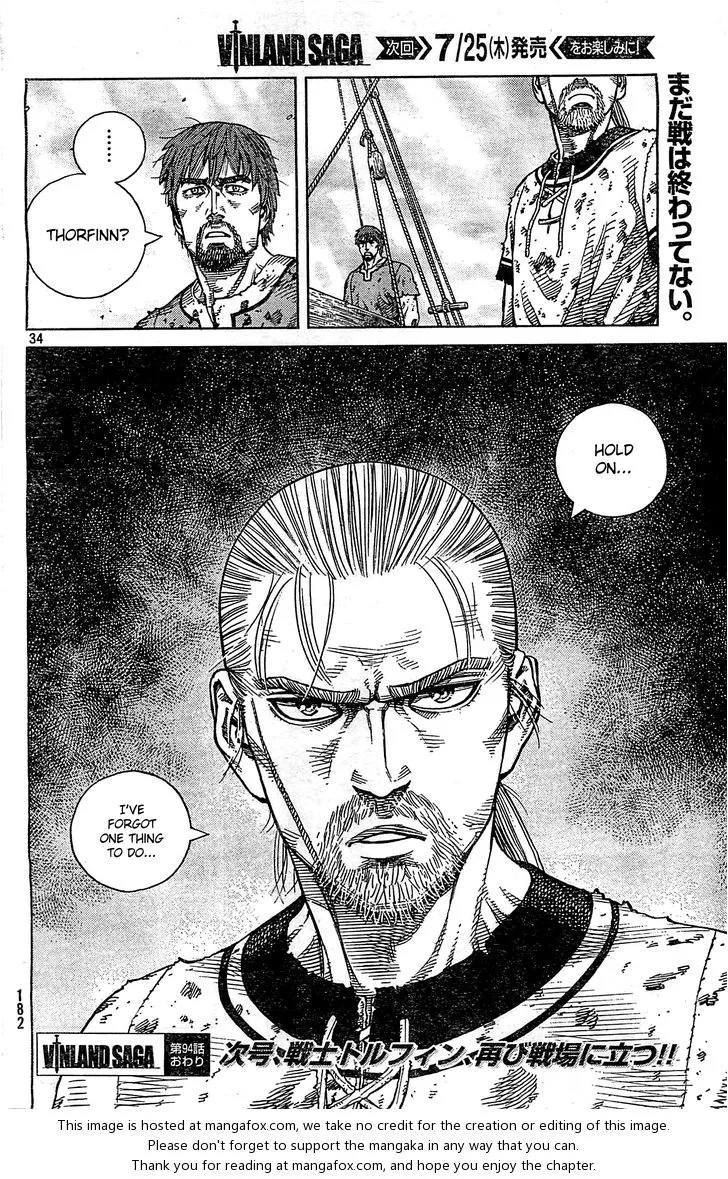 VINLAND SAGA 次回 7/25(木)発売 をお楽しみに!
まだ戦は終わってない。
......
THORFINN?
34
HOLD
ON...
I'VE
FORGOT
ONE THING
TO DO...
182
VINLAND SAGA 第94話
おわり
次号、戦士トルフィン、再び戦場に立つ!!
This image is hosted at mangafox.com, we take no credit for the creation or editing of this image.
Please don't forget to support the mangaka in any way that you can.
Thank you for reading at mangafox.com, and hope you enjoy the chapter.